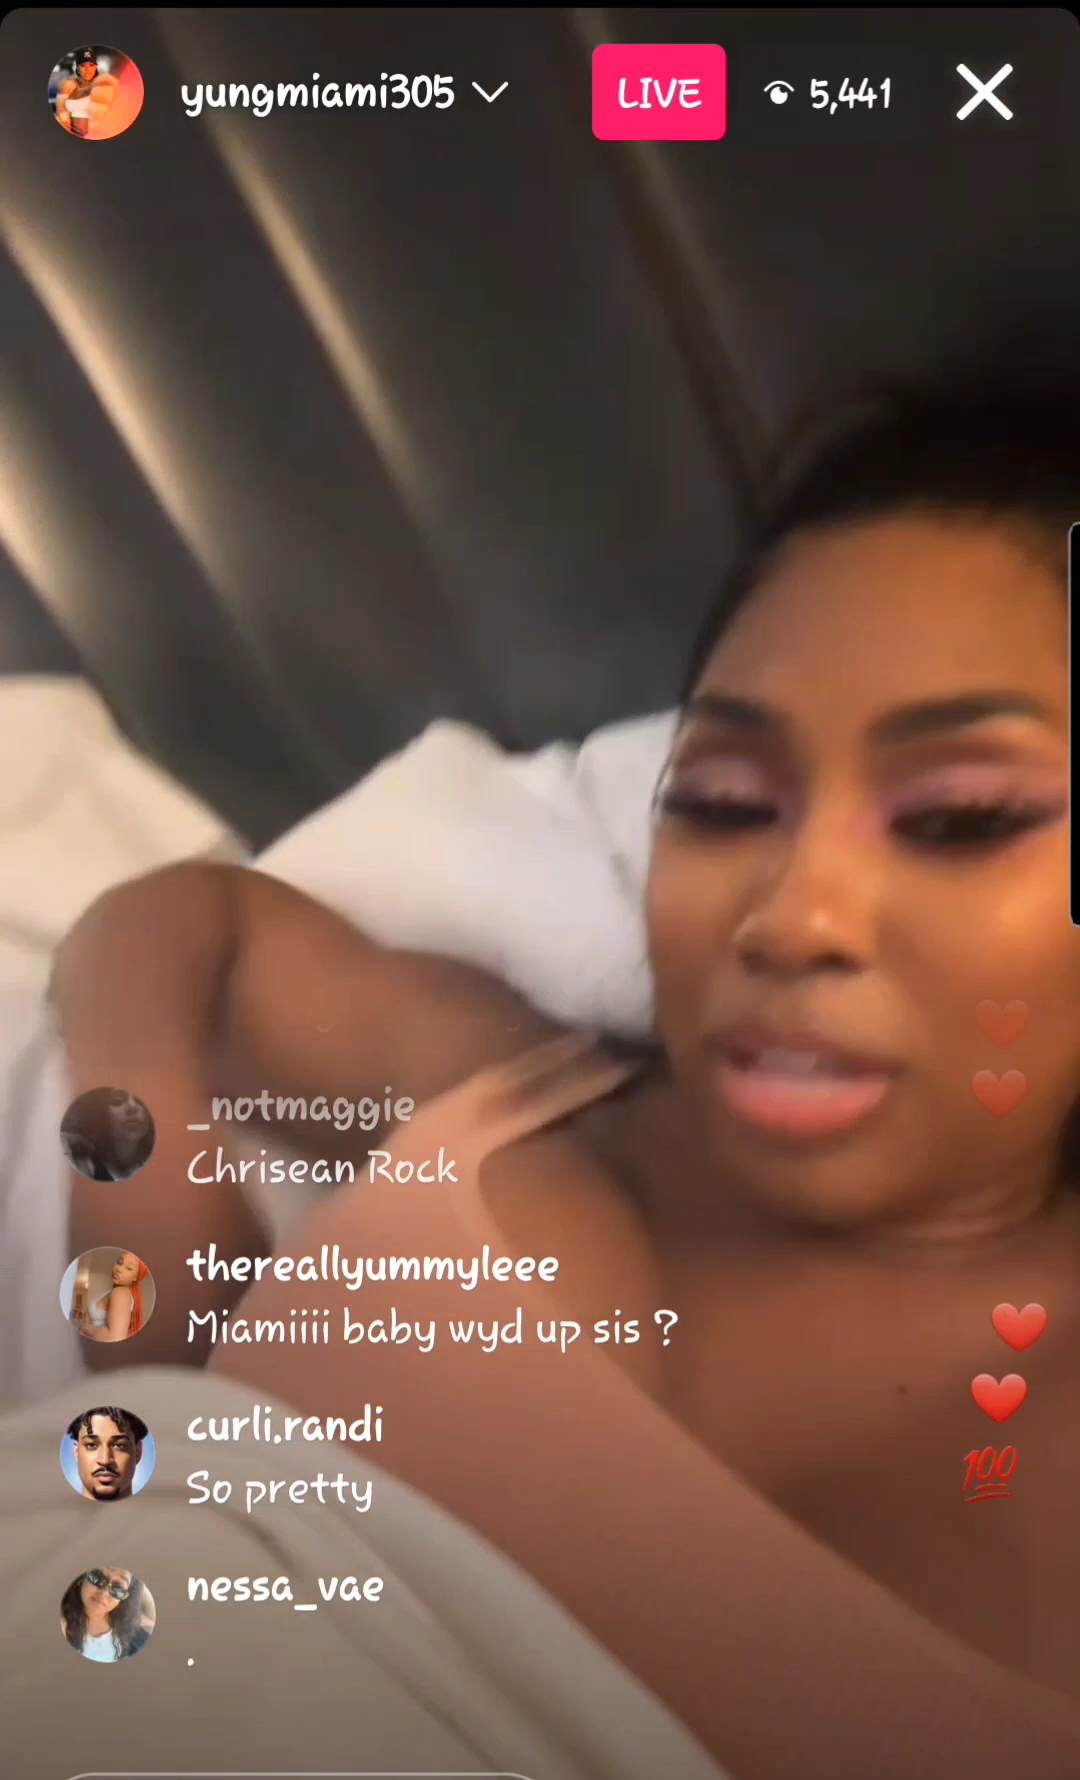 yungmiami305
LIVE
5,441
_notmaggie
Chrisean Rock
thereallyummyleee
Miamiiii baby wyd up sis ?
curli.randi
So pretty
nessa_vae
.
100